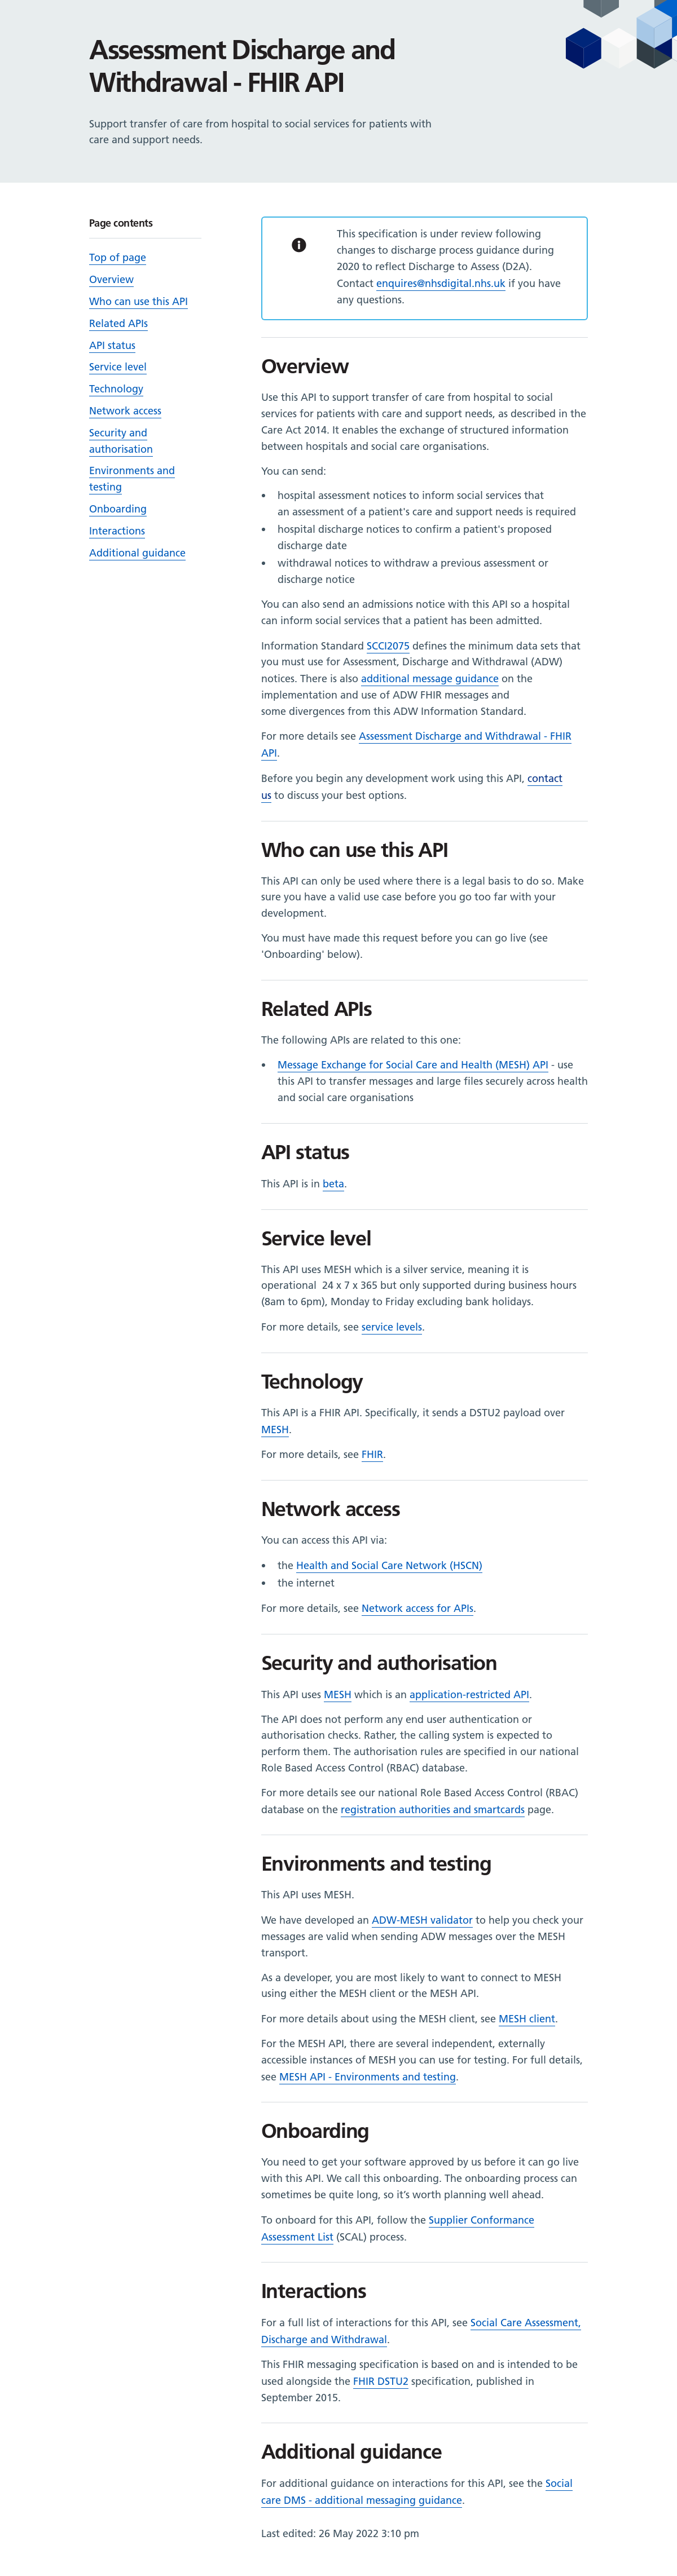 Assessment Discharge and
Withdrawal - FHIR API
Support transfer of care from hospital to social services for patients with
care and support needs.
Page contents
Top of page
Overview
Who can use this API
Related APIs
API status
Service level
Technology
Network access
Security and
authorisation
Environments and
testing
Onboarding
Interactions
Additional guidance
This specification is under review following
changes to discharge process guidance during
2020 to reflect Discharge to Assess (D2A).
Contact enquires@nhsdigital.nhs.uk if you have
any questions.
Overview
Use this API to support transfer of care from hospital to social
services for patients with care and support needs, as described in the
Care Act 2014. It enables the exchange of structured information
between hospitals and social care organisations.
You can send:
• hospital assessment notices to inform social services that
an assessment of a patient's care and support needs is required
• hospital discharge notices to confirm a patient's proposed
discharge date
• withdrawal notices to withdraw a previous assessment or
discharge notice
You can also send an admissions notice with this API so a hospital
can inform social services that a patient has been admitted.
Information Standard SCCI2075 defines the minimum data sets that
you must use for Assessment, Discharge and Withdrawal (ADW)
notices. There is also additional message guidance on the
implementation and use of ADW FHIR messages and
some divergences from this ADW Information Standard.
For more details see Assessment Discharge and Withdrawal - FHIR
API.
Before you begin any development work using this API, contact
us to discuss your best options.
Who can use this API
This API can only be used where there is a legal basis to do so. Make
sure you have a valid use case before you go too far with your
development.
You must have made this request before you can go live (see
'Onboarding' below).
Related APIs
The following APIs are related to this one:
• Message Exchange for Social Care and Health (MESH) API - use
this API to transfer messages and large files securely across health
and social care organisations
API status
This API is in beta.
Service level
This API uses MESH which is a silver service, meaning it is
operational 24 x 7 x 365 but only supported during business hours
(8am to 6pm), Monday to Friday excluding bank holidays.
For more details, see service levels.
Technology
This API is a FHIR API. Specifically, it sends a DSTU2 payload over
MESH.
For more details, see FHIR.
Network access
You can access this API via:
• the Health and Social Care Network (HSCN)
• the internet
For more details, see Network access for APIs.
Security and authorisation
This API uses MESH which is an application-restricted API.
The API does not perform any end user authentication or
authorisation checks. Rather, the calling system is expected to
perform them. The authorisation rules are specified in our national
Role Based Access Control (RBAC) database.
For more details see our national Role Based Access Control (RBAC)
database on the registration authorities and smartcards page.
Environments and testing
This API uses MESH.
We have developed an ADW-MESH validator to help you check your
messages are valid when sending ADW messages over the MESH
transport.
As a developer, you are most likely to want to connect to MESH
using either the MESH client or the MESH API.
For more details about using the MESH client, see MESH client.
For the MESH API, there are several independent, externally
accessible instances of MESH you can use for testing. For full details,
see MESH API - Environments and testing.
Onboarding
You need to get your software approved by us before it can go live
with this API. We call this onboarding. The onboarding process can
sometimes be quite long, so it's worth planning well ahead.
To onboard for this API, follow the Supplier Conformance
Assessment List (SCAL) process.
Interactions
For a full list of interactions for this API, see Social Care Assessment,
Discharge and Withdrawal.
This FHIR messaging specification is based on and is intended to be
used alongside the FHIR DSTU2 specification, published in
September 2015.
Additional guidance
For additional guidance on interactions for this API, see the Social
care DMS - additional messaging guidance.
Last edited: 26 May 2022 3:10 pm